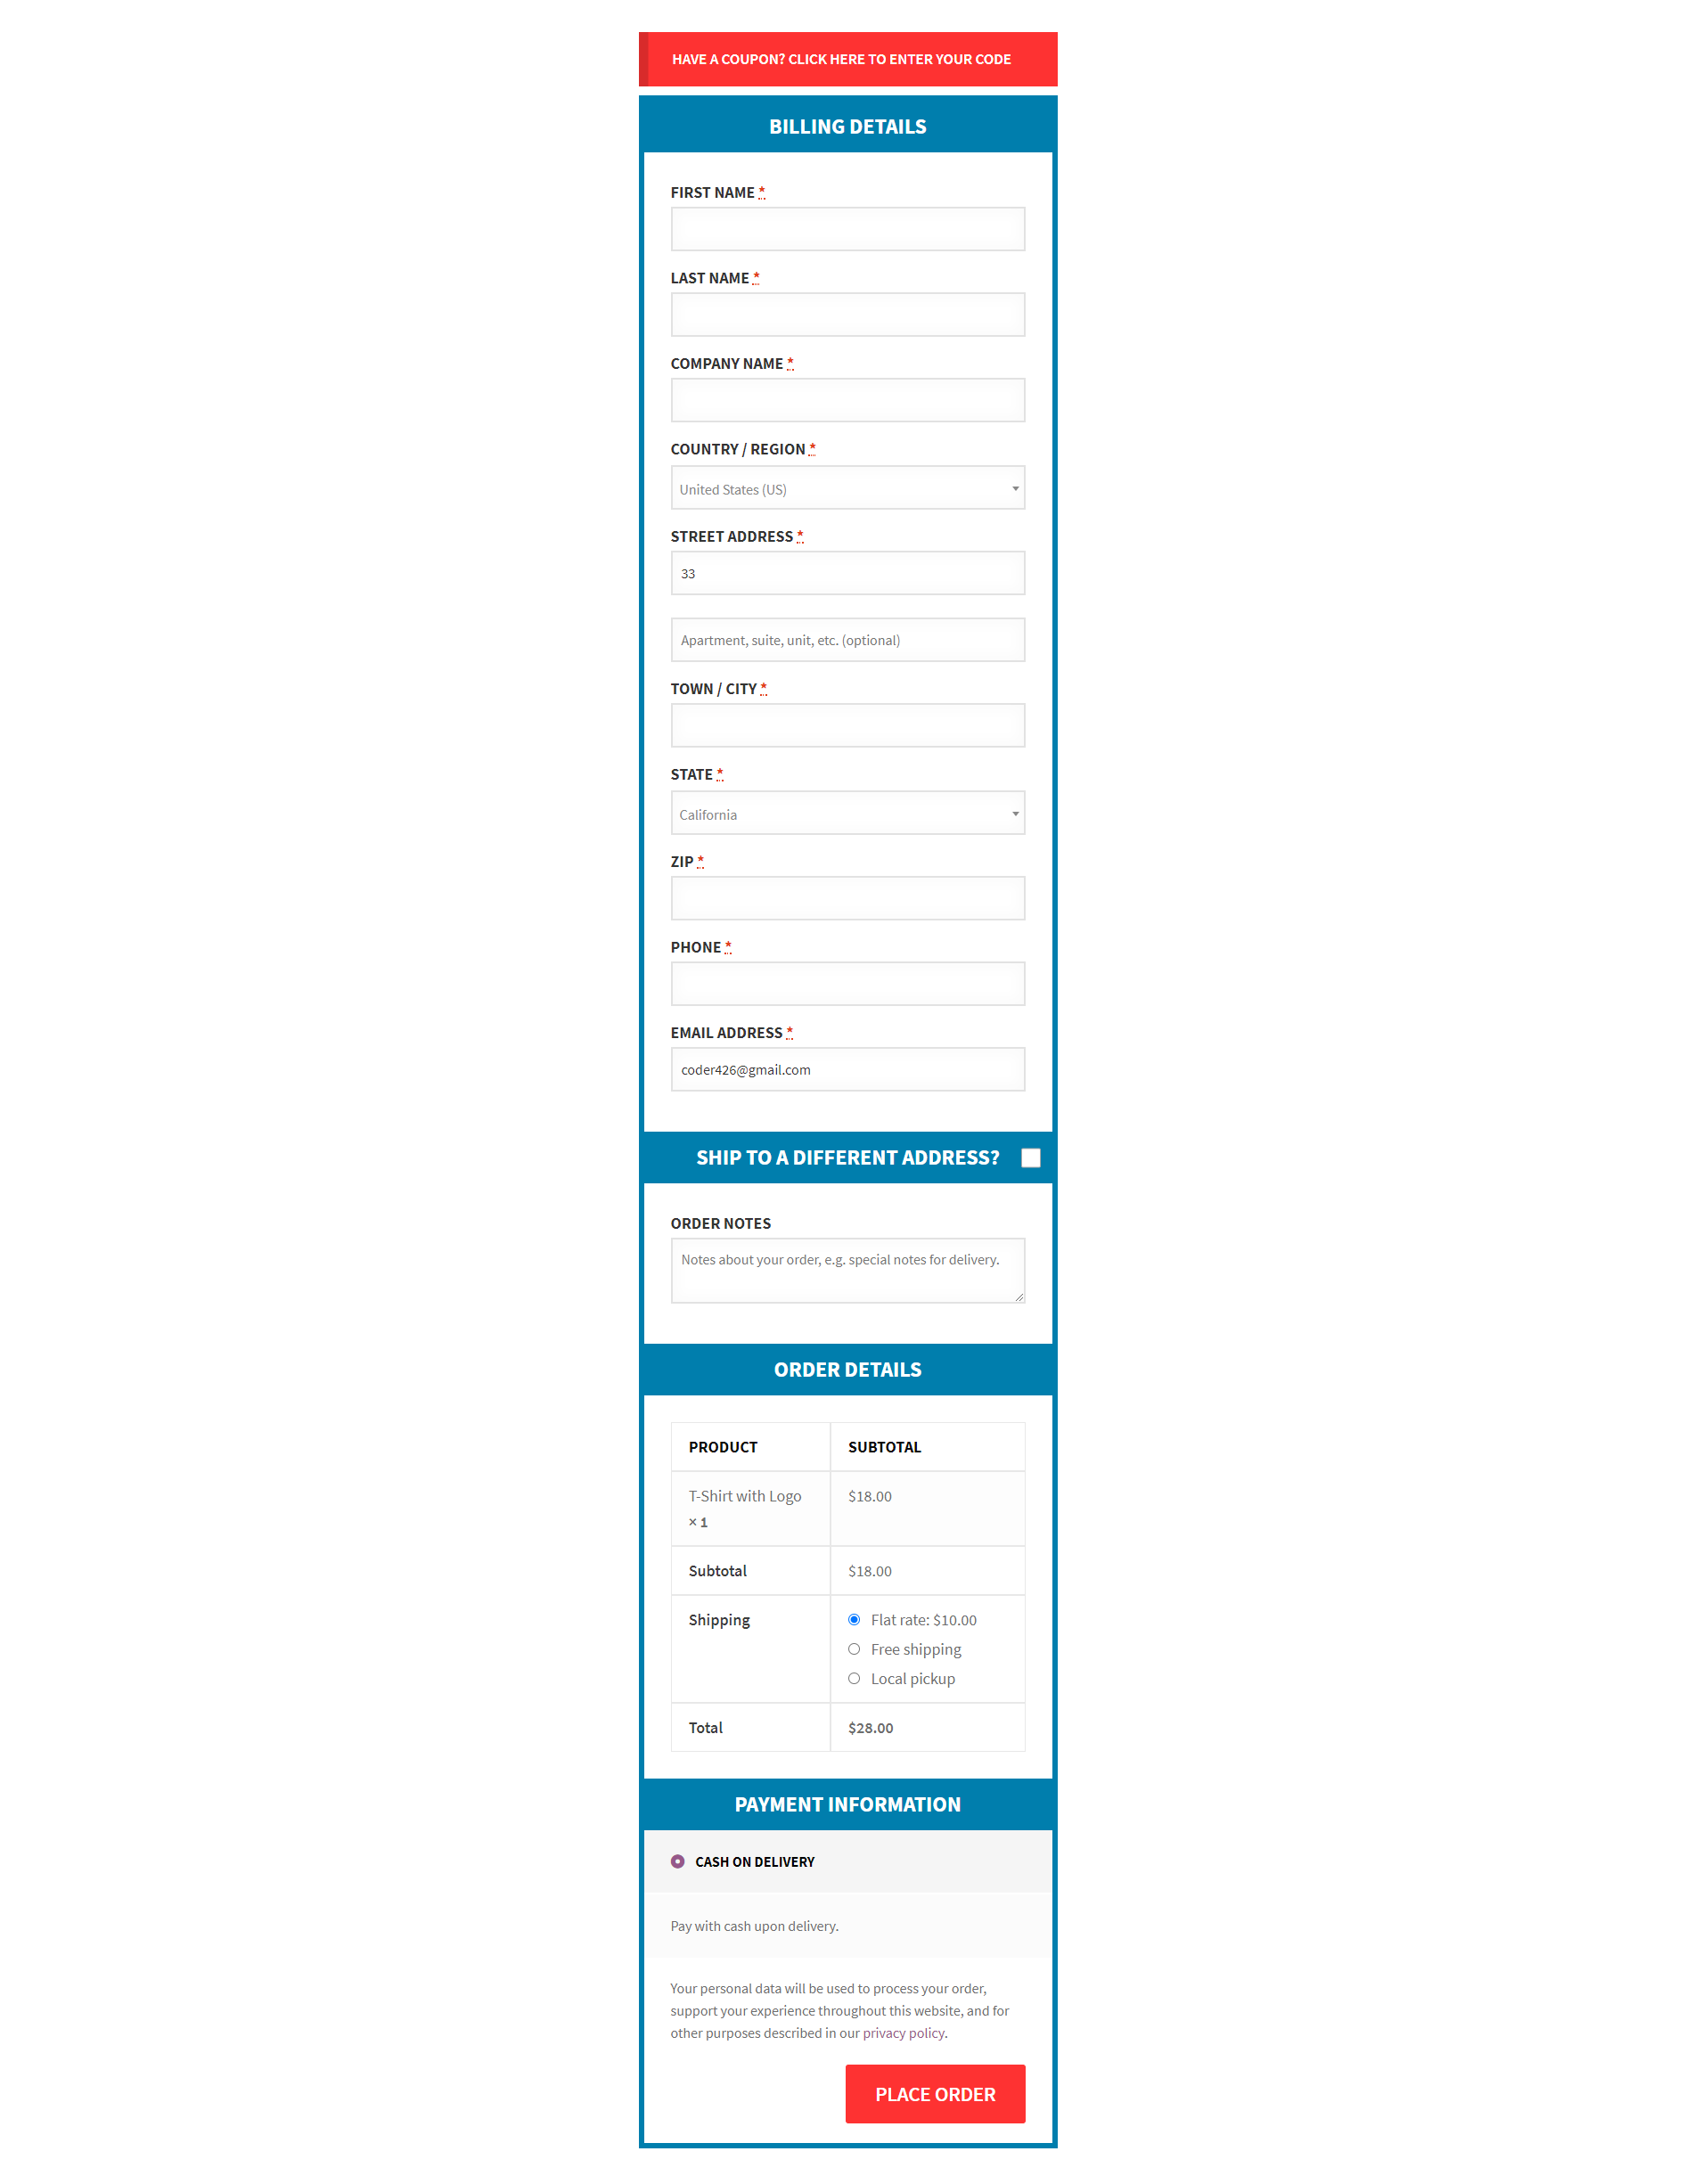 HAVE A COUPON? CLICK HERE TO ENTER YOUR CODE
BILLING DETAILS
FIRST NAME *
LAST NAME *
COMPANY NAME *
COUNTRY / REGION *
United States (US)
STREET ADDRESS *
33
Apartment, suite, unit, etc. (optional)
TOWN / CITY *
STATE *
California
ZIP *
PHONE *
EMAIL ADDRESS *
coder426@gmail.com
SHIP TO A DIFFERENT ADDRESS?
ORDER NOTES
Notes about your order, e.g. special notes for delivery.
ORDER DETAILS
PRODUCT SUBTOTAL
T-Shirt with Logo $18.00
× 1
Subtotal $18.00
Shipping Flat rate: $10.00
Free shipping
Local pickup
Total $28.00
PAYMENT INFORMATION
CASH ON DELIVERY
Pay with cash upon delivery.
Your personal data will be used to process your order,
support your experience throughout this website, and for
other purposes described in our privacy policy.
PLACE ORDER